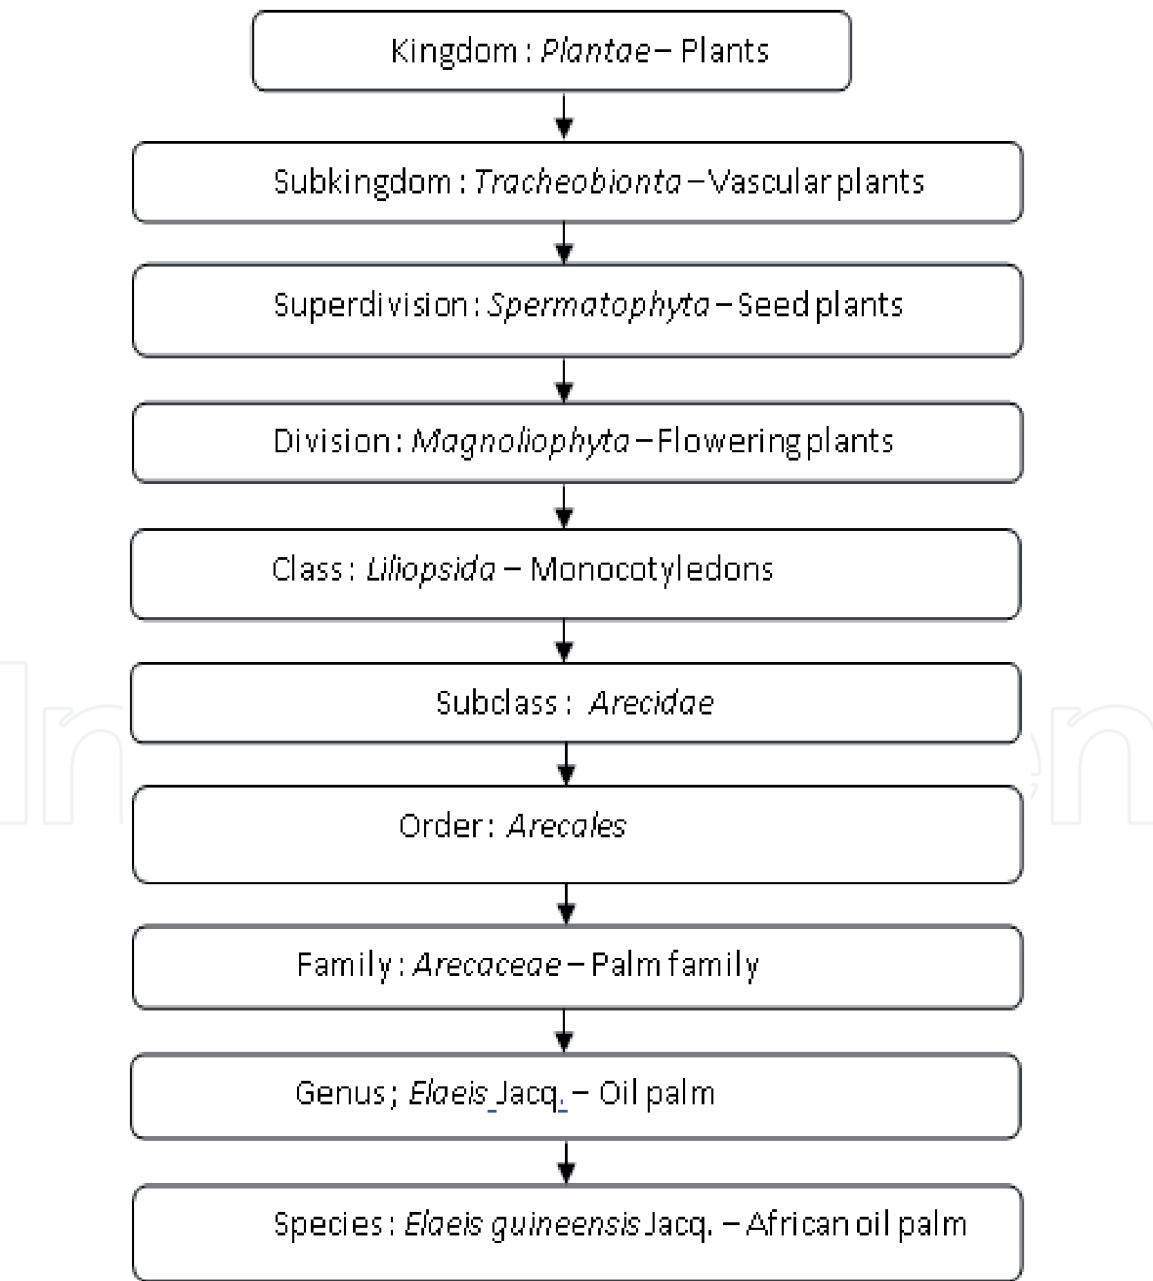 Kingdom : Plantae – Plants
Subkingdom : Tracheobionta – Vascular plants
Superdivision : Spermatophyta – Seed plants
Division : Magnoliophyta – Flowering plants
Class : Liliopsida – Monocotyledons
Subclass : Arecidae
Order : Arecales
Family : Arecaceae – Palm family
Genus ; Elaeis Jacq. – Oil palm
Species : Elaeis guineensis Jacq. – African oil palm